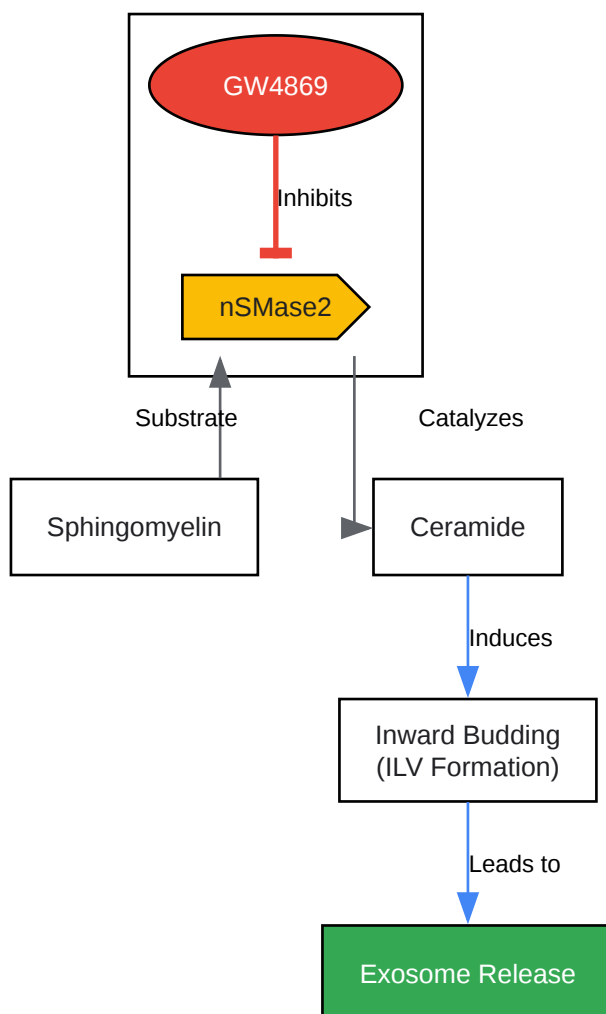 GW4869
Inhibits
nSMase2
Substrate
Catalyzes
Sphingomyelin
Ceramide
Induces
Inward Budding
(ILV Formation)
Leads to
Exosome Release